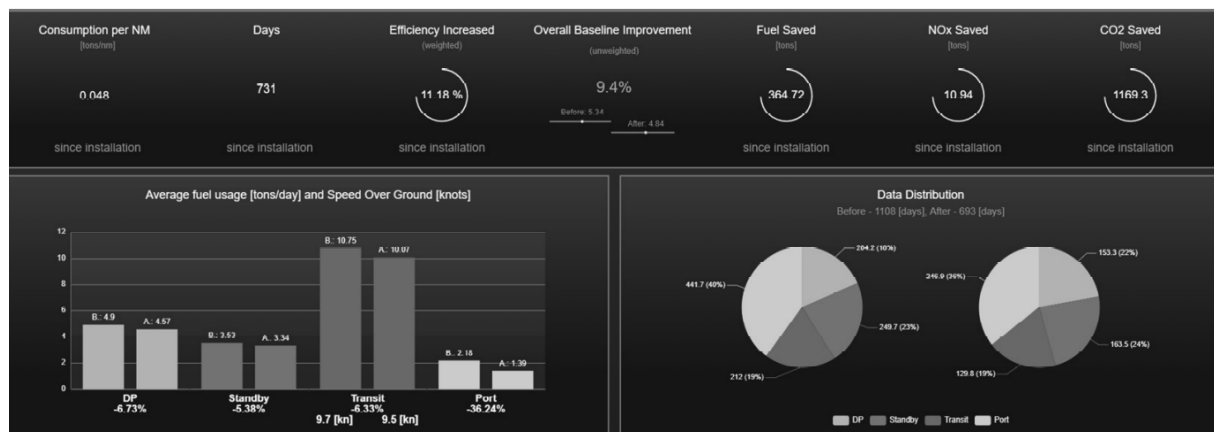 Consumption per NM
[tons/nm]
0.048
since installation
Days
731
since installation
Efficiency Increased
(weighted)
11.18 %
since installation
Overall Baseline Improvement
(unweighted)
9.4%
Before: 5.34
After: 4.84
Fuel Saved
[tons]
364.72
since installation
NOx Saved
[tons]
10.94
since installation
CO2 Saved
[tons]
1169.3
since installation
Average fuel usage [tons/day] and Speed Over Ground [knots]
12
10
8
6
4
2
0
B.: 4.9
A.: 4.57
B.: 3.53
A.: 3.34
B.: 10.75
A.: 10.07
B.: 2.18
A.: 1.39
DP
-6.73%
Standby
-5.38%
Transit
-6.33%
9.7 [kn] 9.5 [kn]
Port
-36.24%
Data Distribution
Before - 1108 [days], After - 693 [days]
441.7 (40%)
249.7 (23%)
212 (19%)
153.3 (22%)
163.5 (24%)
129.8 (19%)
DP Standby Transit Port